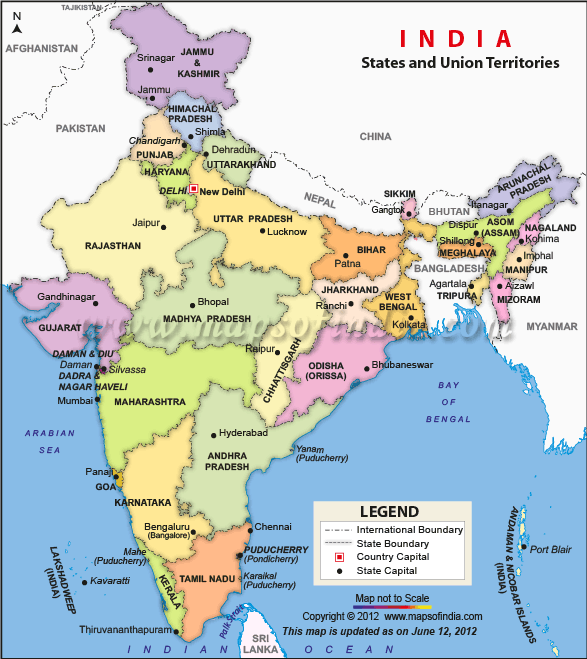 TAJIKISTAN
N
AFGHANISTAN
INDIA
States and Union Territories
JAMMU
&
KASHMIR
Srinagar
Jammu
HIMACHAL
PRADESH
Shimla
PAKISTAN
CHINA
Chandigarh
PUNJAB
Dehradun
UTTARAKHAND
HARYANA
DELHI
New Delhi
NEPAL
SIKKIM
Gangtok
BHUTAN
ARUNACHAL
PRADESH
Itanagar
ASOM
(ASSAM)
Dispur
NAGALAND
Kohima
Shillong
MEGHALAYA
Imphal
MANIPUR
BANGLADESH
Agartala
TRIPURA
Aizawl
MIZORAM
MYANMAR
Jaipur
RAJASTHAN
UTTAR PRADESH
Lucknow
BIHAR
Patna
JHARKHAND
Ranchi
WEST
BENGAL
Kolkata
Gandhinagar
GUJARAT
Bhopal
MADHYA PRADESH
www.mapsofindia.com
Raipur
CHHATTISGARH
ODISHA
(ORISSA)
Bhubaneswar
DAMAN & DIU
Daman
Silvassa
DADRA &
NAGAR HAVELI
Mumbai
MAHARASHTRA
ARABIAN
SEA
BAY
OF
BENGAL
Hyderabad
ANDHRA
PRADESH
Yanam
(Puducherry)
Panaji
GOA
KARNATAKA
Bengaluru
(Bangalore)
Chennai
Mahe
(Puducherry)
PUDUCHERRY
(Pondicherry)
TAMIL NADU
Karaikal
(Puducherry)
KERALA
LAKSHADWEEP
(INDIA)
Kavaratti
Thiruvananthapuram
Palk Strait
SRI
LANKA
INDIAN OCEAN
ANDAMAN & NICOBAR ISLANDS
(INDIA)
Port Blair
LEGEND
International Boundary
State Boundary
Country Capital
State Capital
Map not to Scale
Copyright © 2012 www.mapsofindia.com
This map is updated as on June 12, 2012